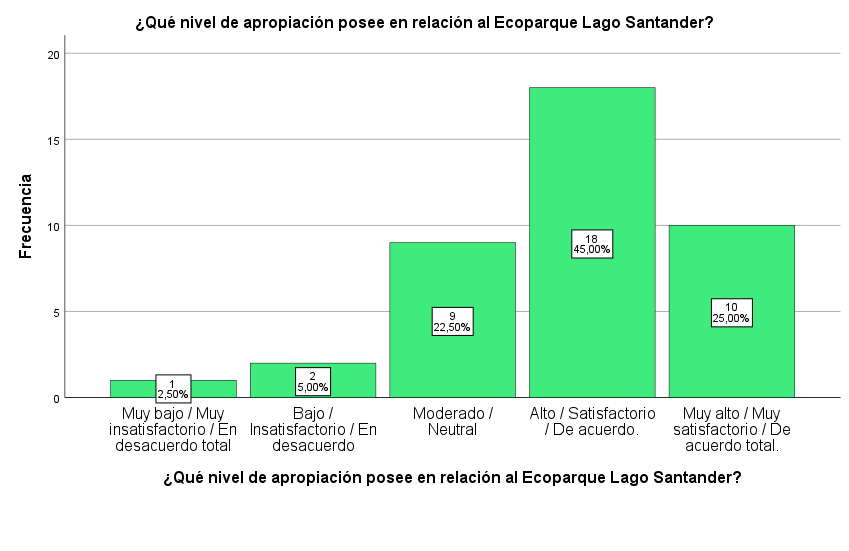 ¿Qué nivel de apropiación posee en relación al Ecoparque Lago Santander?
20
15
10
5
0
Frecuencia
1
2,50%
2
5,00%
9
22,50%
18
45,00%
10
25,00%
Muy bajo / Muy
insatisfactorio / En
desacuerdo total
Bajo /
Insatisfactorio / En
desacuerdo
Moderado /
Neutral
Alto / Satisfactorio
/ De acuerdo.
Muy alto / Muy
satisfactorio / De
acuerdo total.
¿Qué nivel de apropiación posee en relación al Ecoparque Lago Santander?